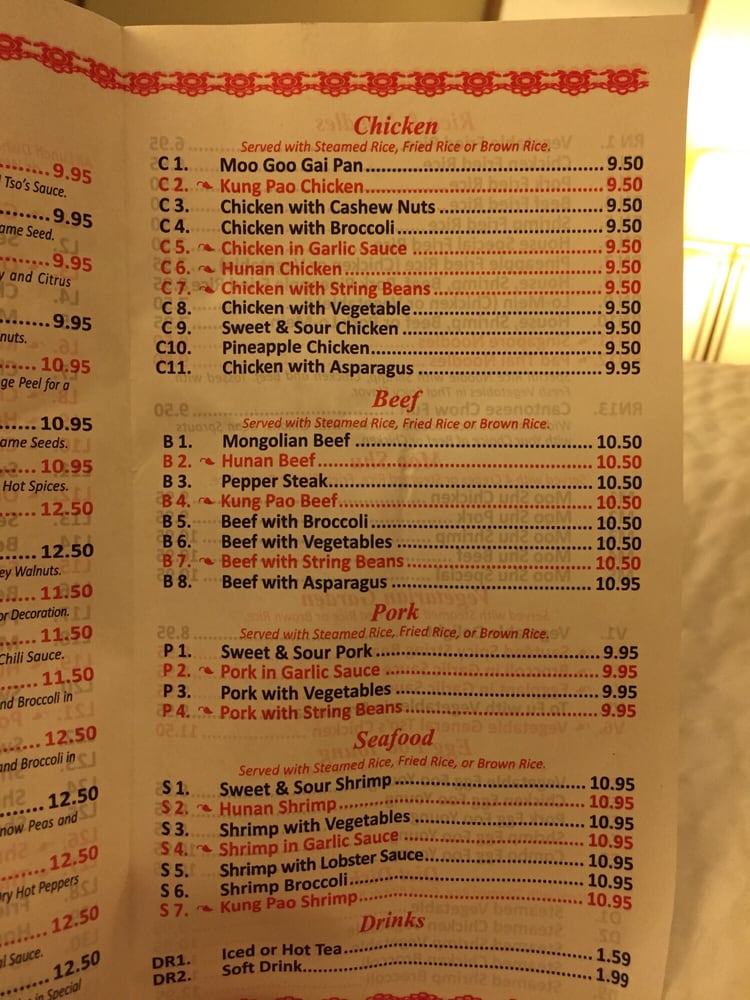 9.95
Tso's Sauce.
9.95
ame Seed.
9.95
y and Citrus
9.95
nuts.
10.95
ge Peel for a
10.95
ame Seeds.
10.95
Hot Spices.
12.50
12.50
ey Walnuts.
11.50
or Decoration.
11.50
Chili Sauce.
11.50
nd Broccoli in
12.50
and Broccoli in
12.50
now Peas and
12.50
ry Hot Peppers
12.50
al Sauce.
12.50
in Special
Chicken
Served with Steamed Rice, Fried Rice or Brown Rice.
C 1. Moo Goo Gai Pan 9.50
C 2. Kung Pao Chicken 9.50
C 3. Chicken with Cashew Nuts 9.50
C 4. Chicken with Broccoli 9.50
C 5. Chicken in Garlic Sauce 9.50
C 6. Hunan Chicken 9.50
C 7. Chicken with String Beans 9.50
C 8. Chicken with Vegetable 9.50
C 9. Sweet & Sour Chicken 9.50
C10. Pineapple Chicken 9.50
C11. Chicken with Asparagus 9.95
Beef
Served with Steamed Rice, Fried Rice or Brown Rice.
B 1. Mongolian Beef 10.50
B 2. Hunan Beef 10.50
B 3. Pepper Steak 10.50
B 4. Kung Pao Beef 10.50
B 5. Beef with Broccoli 10.50
B 6. Beef with Vegetables 10.50
B 7. Beef with String Beans 10.50
B 8. Beef with Asparagus 10.95
Pork
Served with Steamed Rice, Fried Rice, or Brown Rice.
P 1. Sweet & Sour Pork 9.95
P 2. Pork in Garlic Sauce 9.95
P 3. Pork with Vegetables 9.95
P 4. Pork with String Beans 9.95
Seafood
Served with Steamed Rice, Fried Rice, or Brown Rice.
S 1. Sweet & Sour Shrimp 10.95
S 2. Hunan Shrimp 10.95
S 3. Shrimp with Vegetables 10.95
S 4. Shrimp in Garlic Sauce 10.95
S 5. Shrimp with Lobster Sauce 10.95
S 6. Shrimp Broccoli 10.95
S 7. Kung Pao Shrimp 10.95
Drinks
DR1. Iced or Hot Tea 1.59
DR2. Soft Drink 1.99